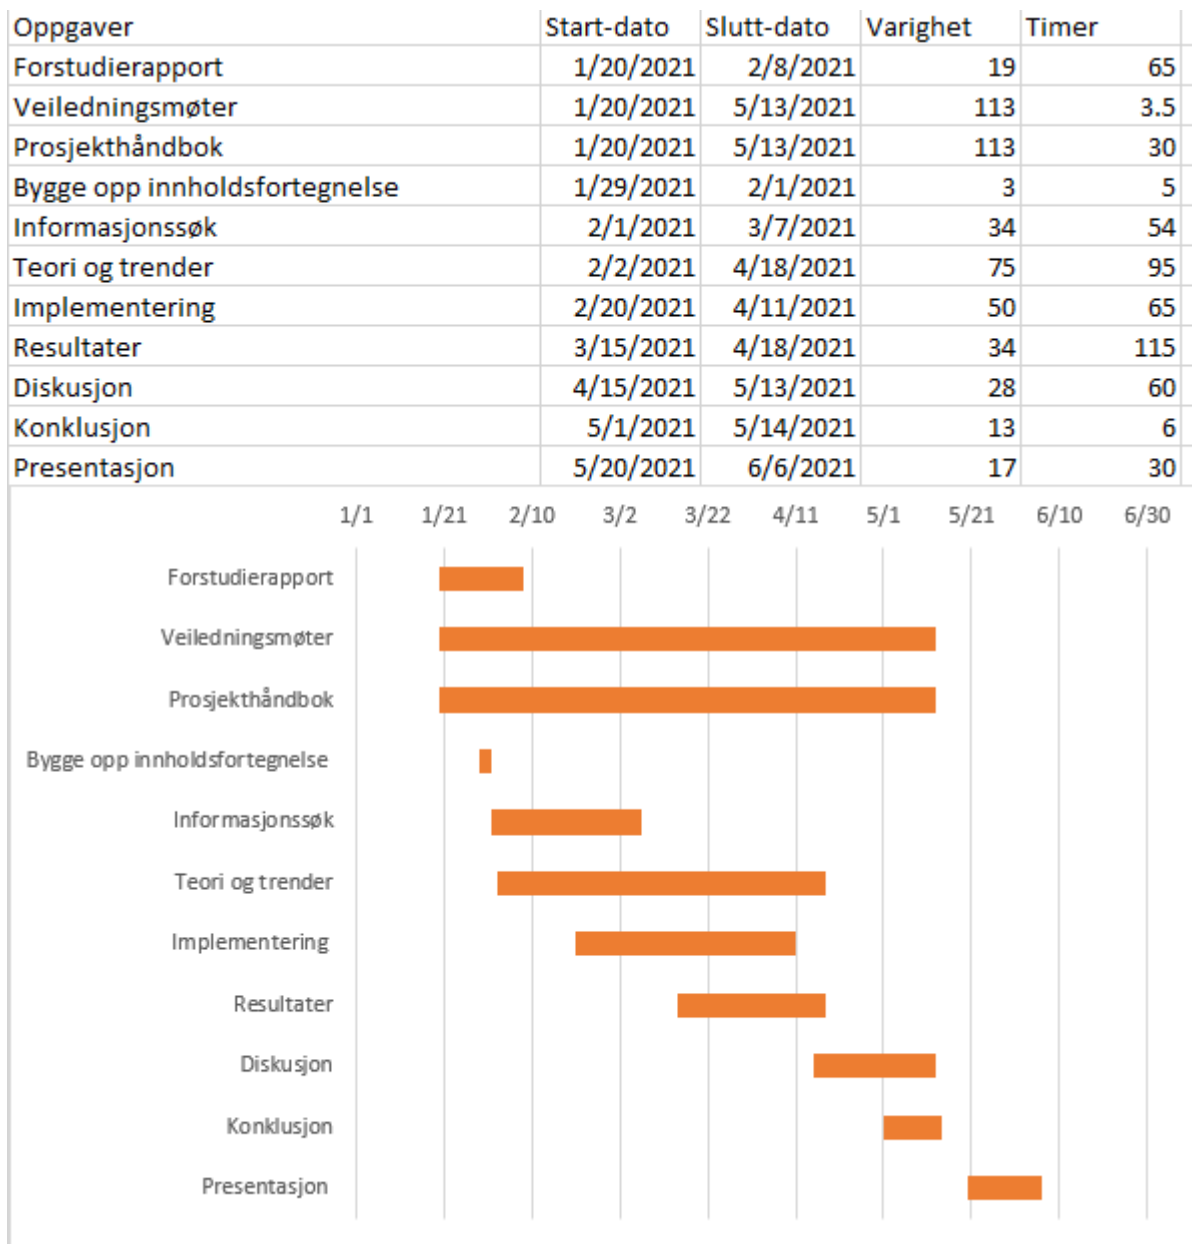 Oppgaver Start-dato Slutt-dato Varighet Timer
Forstudierapport 1/20/2021 2/8/2021 19 65
Veiledningsmøter 1/20/2021 5/13/2021 113 3.5
Prosjekthåndbok 1/20/2021 5/13/2021 113 30
Bygge opp innholdsfortegnelse 1/29/2021 2/1/2021 3 5
Informasjonssøk 2/1/2021 3/7/2021 34 54
Teori og trender 2/2/2021 4/18/2021 75 95
Implementering 2/20/2021 4/11/2021 50 65
Resultater 3/15/2021 4/18/2021 34 115
Diskusjon 4/15/2021 5/13/2021 28 60
Konklusjon 5/1/2021 5/14/2021 13 6
Presentasjon 5/20/2021 6/6/2021 17 30
1/1 1/21 2/10 3/2 3/22 4/11 5/1 5/21 6/10 6/30
Forstudierapport
Veiledningsmøter
Prosjekthåndbok
Bygge opp innholdsfortegnelse
Informasjonssøk
Teori og trender
Implementering
Resultater
Diskusjon
Konklusjon
Presentasjon